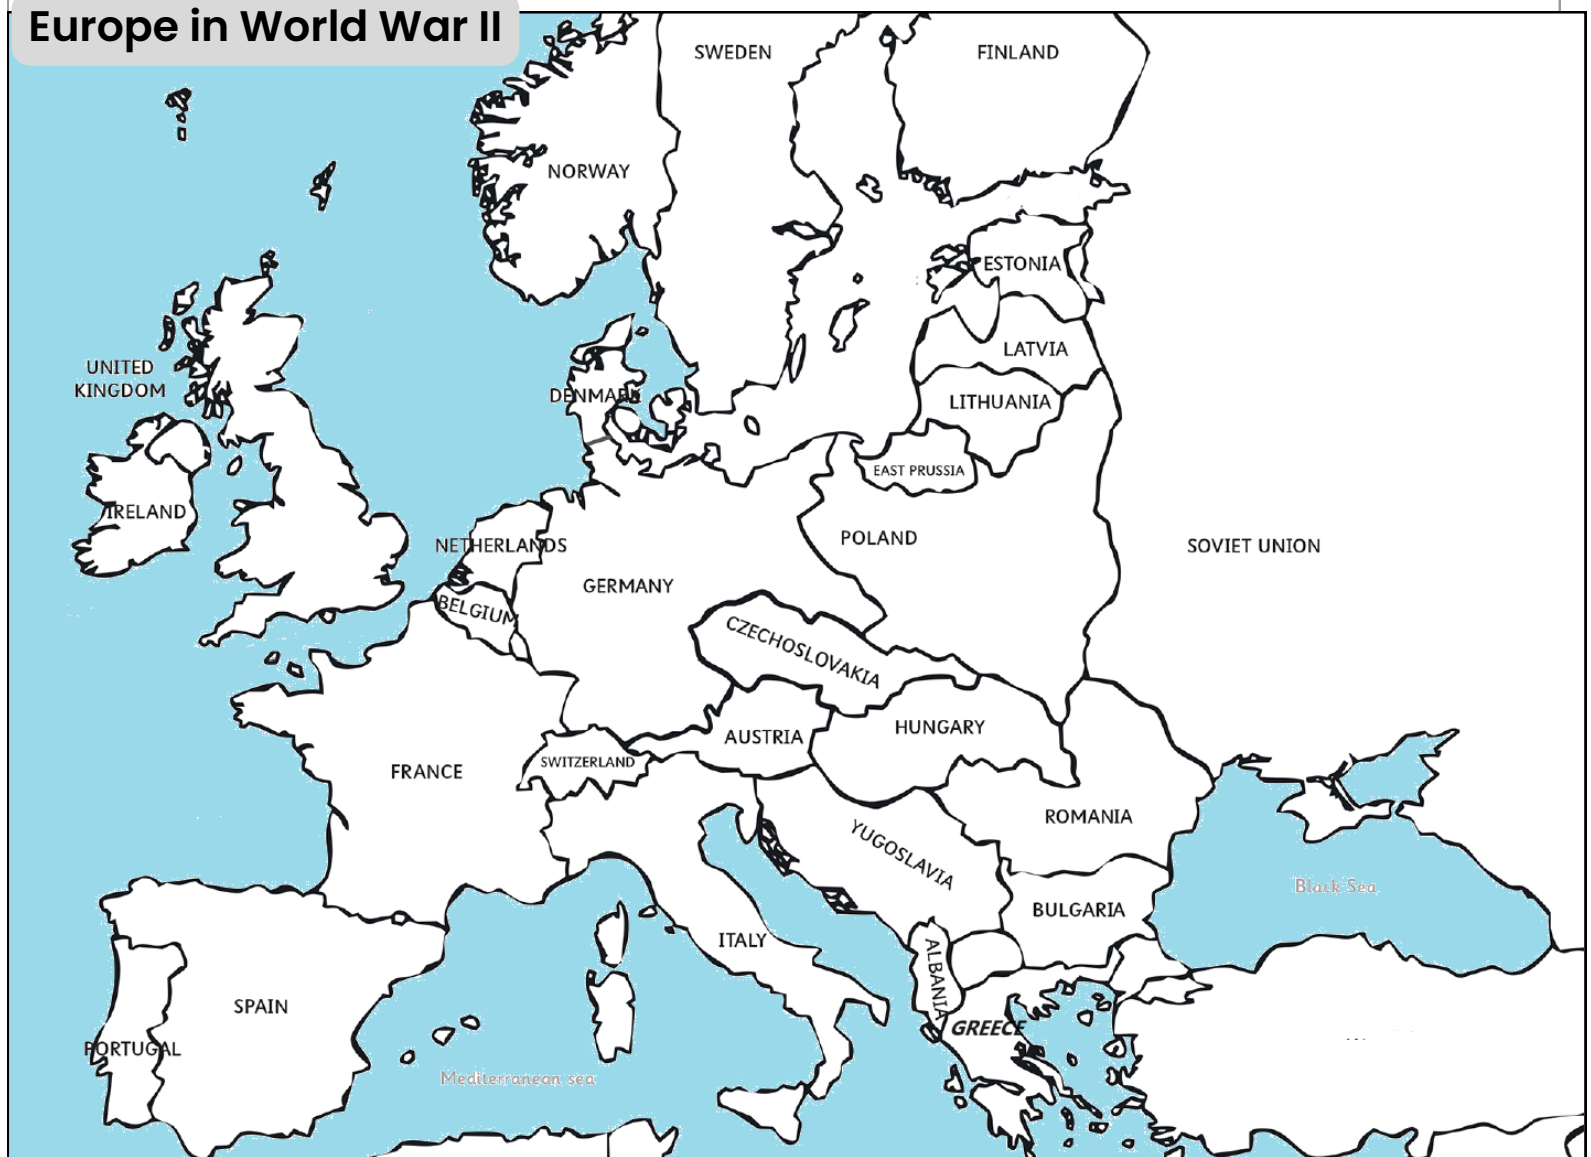 Europe in World War II
SWEDEN
FINLAND
NORWAY
ESTONIA
LATVIA
UNITED
KINGDOM
DENMARK
LITHUANIA
EAST PRUSSIA
IRELAND
NETHERLANDS
POLAND
SOVIET UNION
GERMANY
BELGIUM
CZECHOSLOVAKIA
AUSTRIA
HUNGARY
SWITZERLAND
FRANCE
ROMANIA
YUGOSLAVIA
Black Sea
BULGARIA
ITALY
ALBANIA
SPAIN
GREECE
PORTUGAL
Mediterranean sea